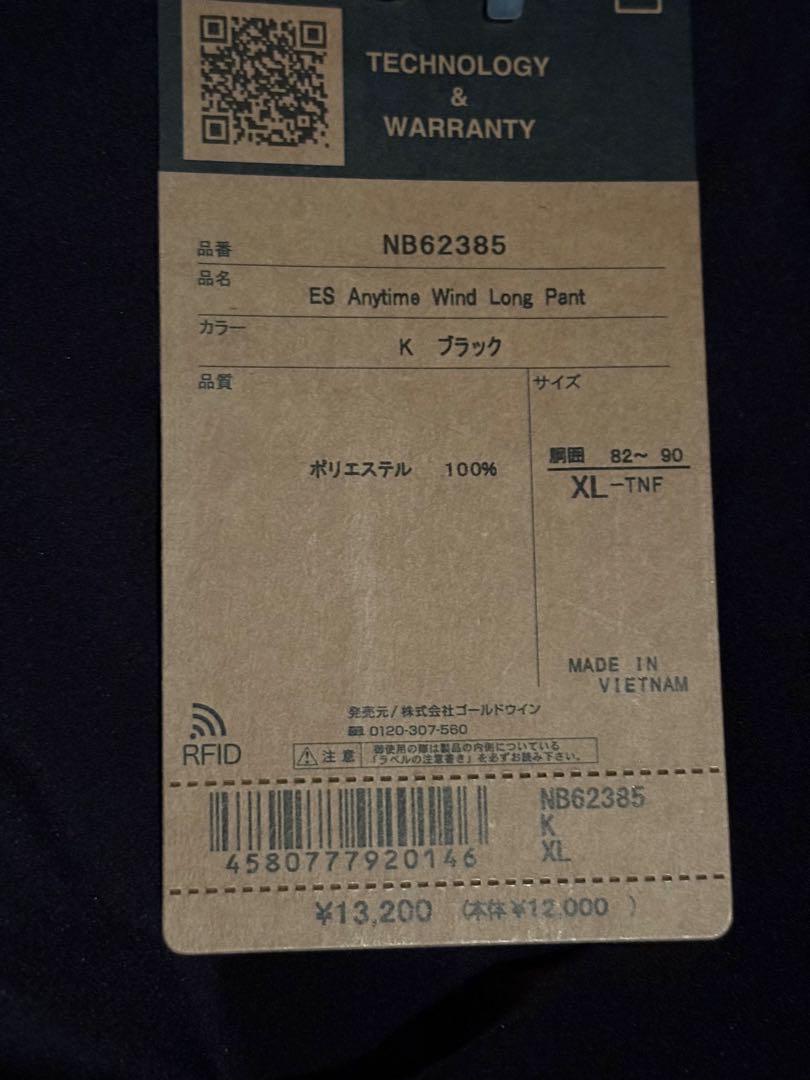 TECHNOLOGY
&
WARRANTY
品番 NB62385
品名
ES Anytime Wind Long Pant
カラー
K ブラック
品質
サイズ
ポリエステル 100%
胴囲 82～ 90
XL-TNF
MADE IN
VIETNAM
発売元/株式会社ゴールドウイン
0120-307-560
RFID
注意
御使用の際は製品の内側についている
「ラベルの注意書き」を必ずお読み下さい。
4580777920146
NB62385
K
XL
¥13,200 (本体¥12,000 )